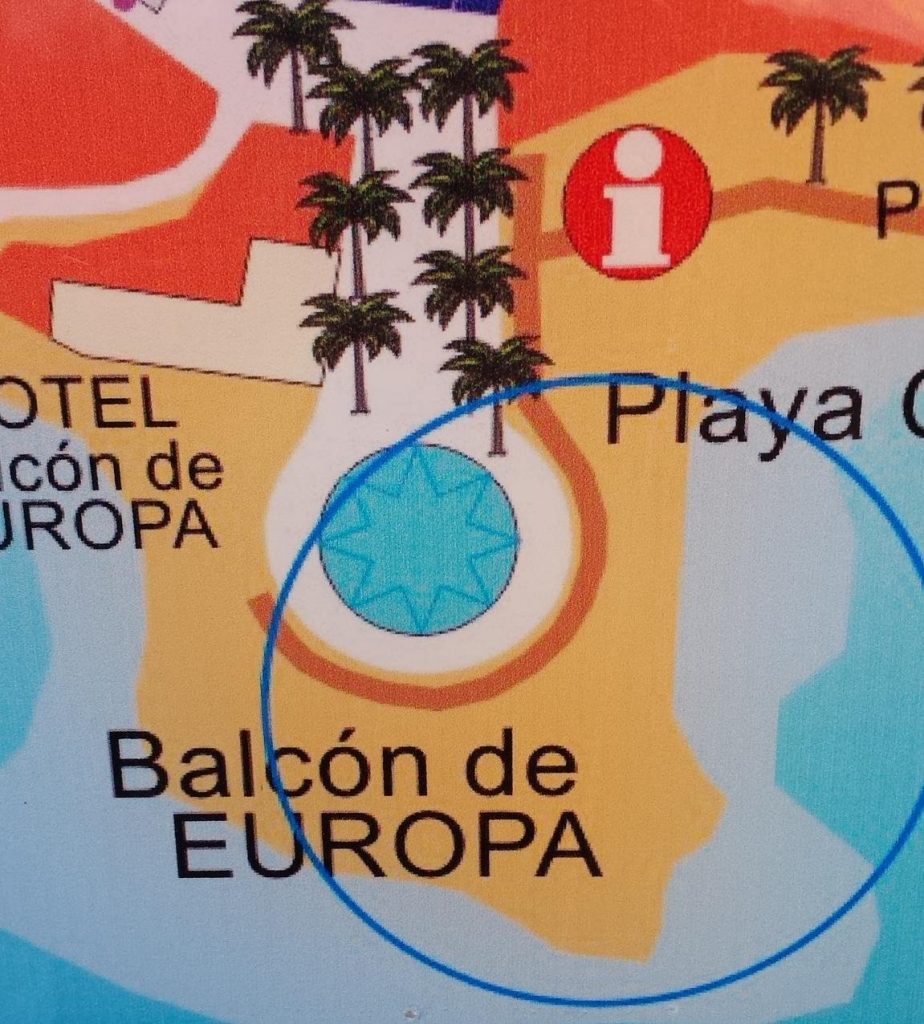 i
P
Playa C
OTEL
lcón de
UROPA
Balcón de
EUROPA